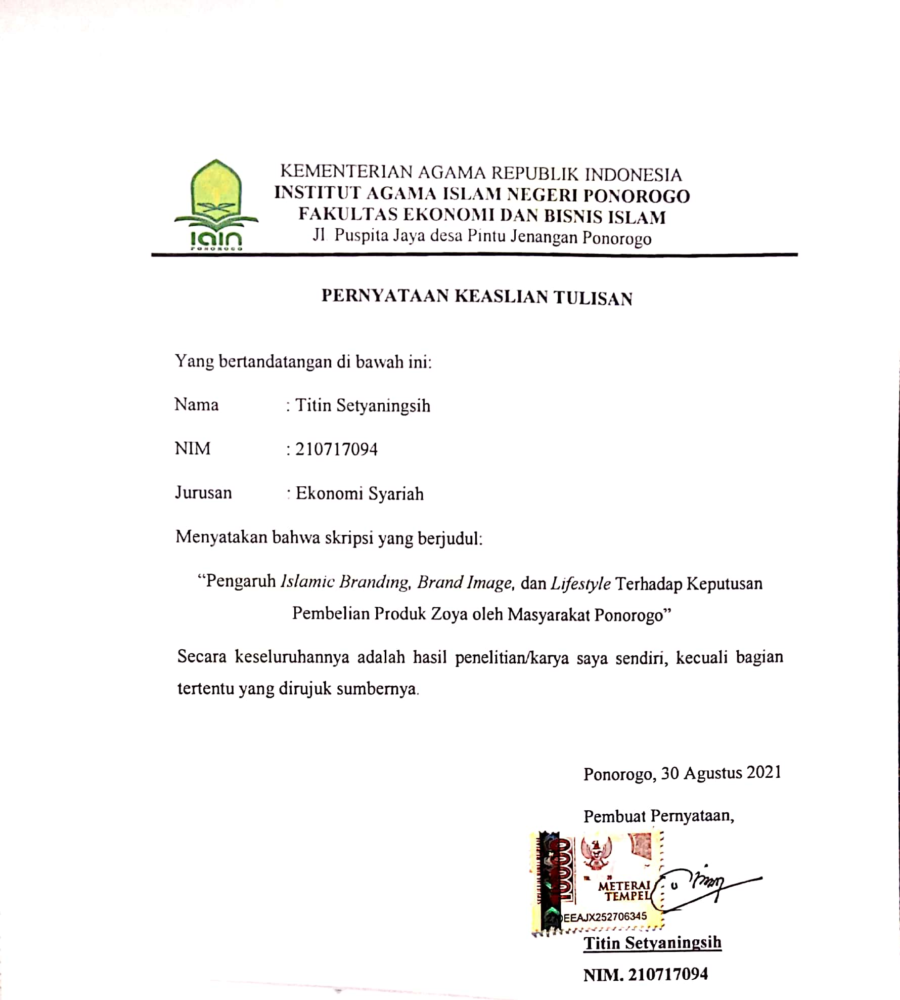 KEMENTERIAN AGAMA REPUBLIK INDONESIA
INSTITUT AGAMA ISLAM NEGERI PONOROGO
FAKULTAS EKONOMI DAN BISNIS ISLAM
Jl. Puspita Jaya desa Pintu Jenangan Ponorogo
iain
PONOROGO
PERNYATAAN KEASLIAN TULISAN
Yang bertandatangan di bawah ini:
Nama : Titin Setyaningsih
NIM : 210717094
Jurusan : Ekonomi Syariah
Menyatakan bahwa skripsi yang berjudul:
“Pengaruh Islamic Branding, Brand Image, dan Lifestyle Terhadap Keputusan
Pembelian Produk Zoya oleh Masyarakat Ponorogo”
Secara keseluruhannya adalah hasil penelitian/karya saya sendiri, kecuali bagian
tertentu yang dirujuk sumbernya.
Ponorogo, 30 Agustus 2021
Pembuat Pernyataan,
10000
METERAI
TEMPEL
EEAJX252706345
Titin Setyaningsih
NIM. 210717094